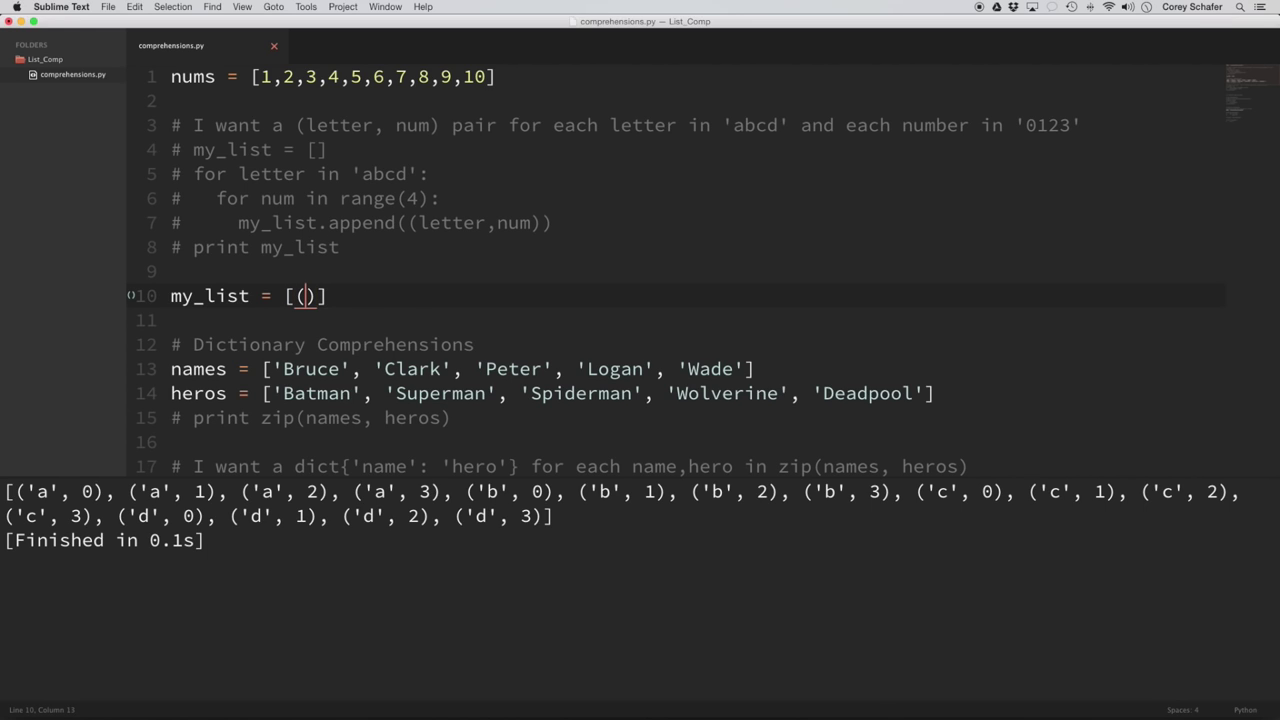 Sublime Text File Edit Selection Find View Goto Tools Project Window Help Corey Schafer
comprehensions.py — List_Comp
FOLDERS
List_Comp
comprehensions.py
comprehensions.py
1 nums = [1,2,3,4,5,6,7,8,9,10]
2
3 # I want a (letter, num) pair for each letter in 'abcd' and each number in '0123'
4 # my_list = []
5 # for letter in 'abcd':
6 #   for num in range(4):
7 #     my_list.append((letter,num))
8 # print my_list
9
10 my_list = [()]
11
12 # Dictionary Comprehensions
13 names = ['Bruce', 'Clark', 'Peter', 'Logan', 'Wade']
14 heros = ['Batman', 'Superman', 'Spiderman', 'Wolverine', 'Deadpool']
15 # print zip(names, heros)
16
17 # I want a dict{'name': 'hero'} for each name,hero in zip(names, heros)
[('a', 0), ('a', 1), ('a', 2), ('a', 3), ('b', 0), ('b', 1), ('b', 2), ('b', 3), ('c', 0), ('c', 1), ('c', 2),
('c', 3), ('d', 0), ('d', 1), ('d', 2), ('d', 3)]
[Finished in 0.1s]
Line 10, Column 13 Spaces: 4 Python